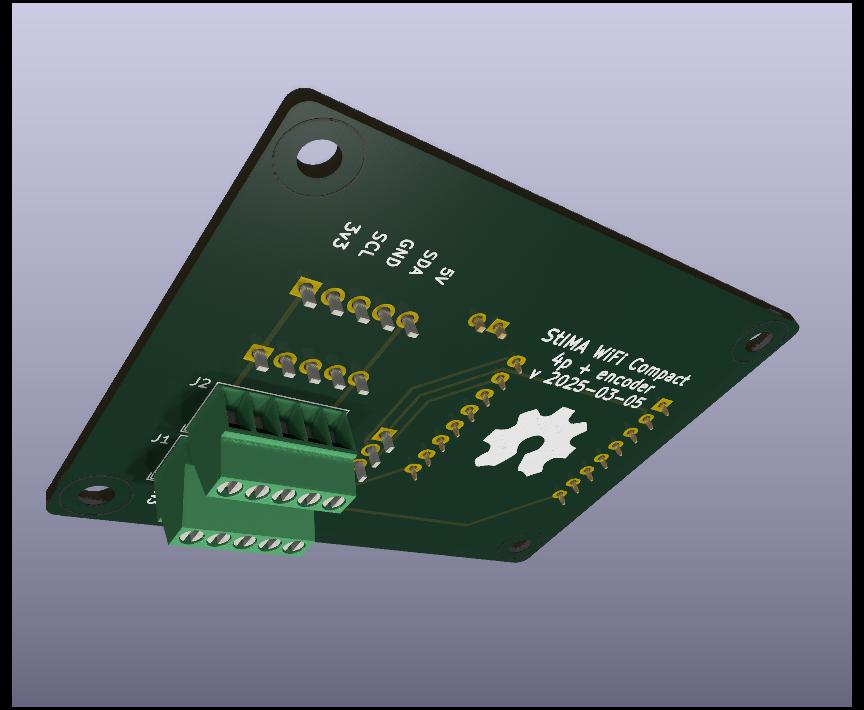 3v3
SCL
GND
SDA
5v
StIMA WiFI Compact
4p + encoder
v 2025-03-05
J2
J1